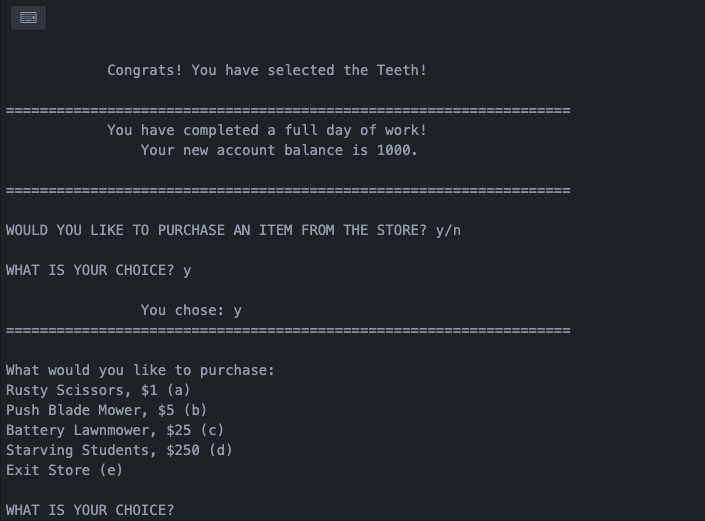 Congrats! You have selected the Teeth!
===================================================================
You have completed a full day of work!
Your new account balance is 1000.
===================================================================
WOULD YOU LIKE TO PURCHASE AN ITEM FROM THE STORE? y/n
WHAT IS YOUR CHOICE? y
You chose: y
===================================================================
What would you like to purchase:
Rusty Scissors, $1 (a)
Push Blade Mower, $5 (b)
Battery Lawnmower, $25 (c)
Starving Students, $250 (d)
Exit Store (e)
WHAT IS YOUR CHOICE?